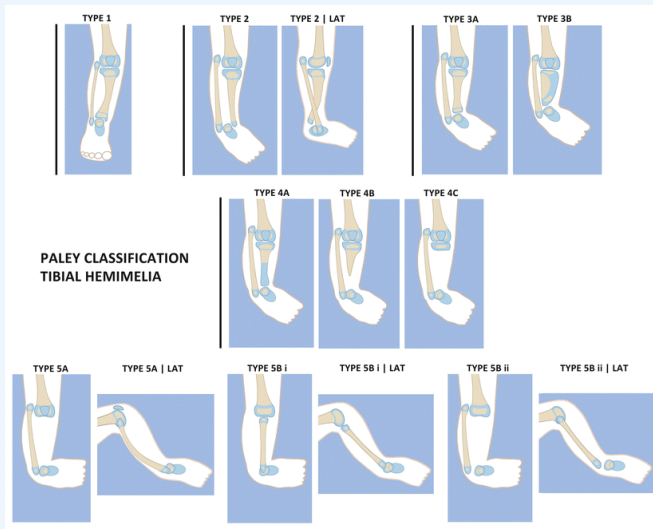 TYPE 1
TYPE 2
TYPE 2 | LAT
TYPE 3A
TYPE 3B
TYPE 4A
TYPE 4B
TYPE 4C
PALEY CLASSIFICATION
TIBIAL HEMIMELIA
TYPE 5A
TYPE 5A | LAT
TYPE 5B i
TYPE 5B i | LAT
TYPE 5B ii
TYPE 5B ii | LAT